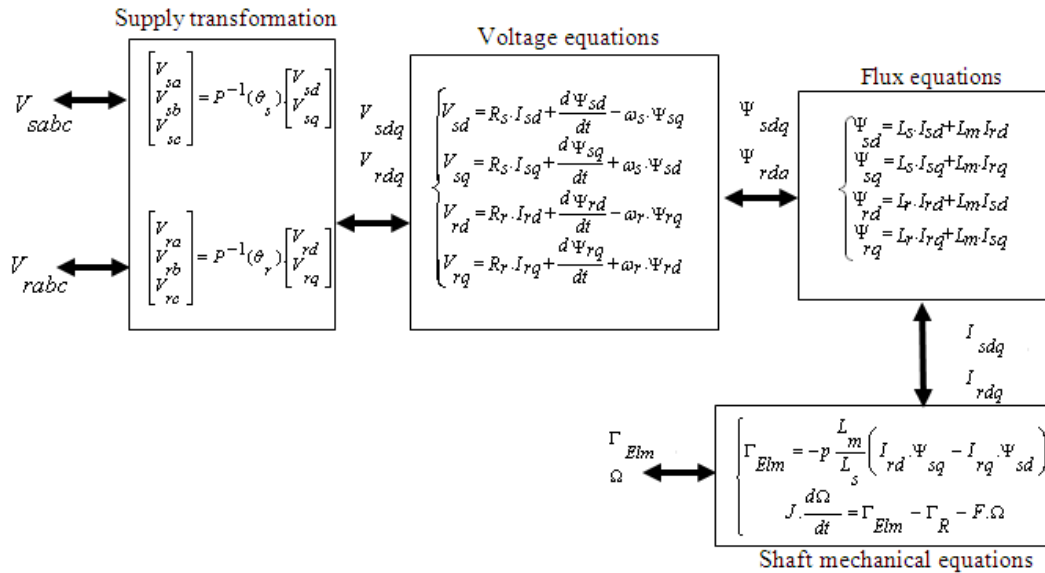 Supply transformation
[V_sa V_sb V_sc] = P^{-1}(θ_s).[V_sd V_sq]
V_sabc
[V_ra V_rb V_rc] = P^{-1}(θ_r).[V_rd V_rq]
V_rabc
V_sdq
V_rdq
Voltage equations
V_sd = R_s.I_sd + dΨ_sd/dt − ω_s.Ψ_sq
V_sq = R_s.I_sq + dΨ_sq/dt + ω_s.Ψ_sd
V_rd = R_r.I_rd + dΨ_rd/dt − ω_r.Ψ_rq
V_rq = R_r.I_rq + dΨ_rq/dt + ω_r.Ψ_rd
Ψ_sdq
Ψ_rdq
Flux equations
Ψ_sd = L_s.I_sd + L_m.I_rd
Ψ_sq = L_s.I_sq + L_m.I_rq
Ψ_rd = L_r.I_rd + L_m.I_sd
Ψ_rq = L_r.I_rq + L_m.I_sq
I_sdq
I_rdq
Γ_Elm
Ω
Γ_Elm = −p L_m/L_s (I_rd.Ψ_sq − I_rq.Ψ_sd)
J.dΩ/dt = Γ_Elm − Γ_R − F.Ω
Shaft mechanical equations